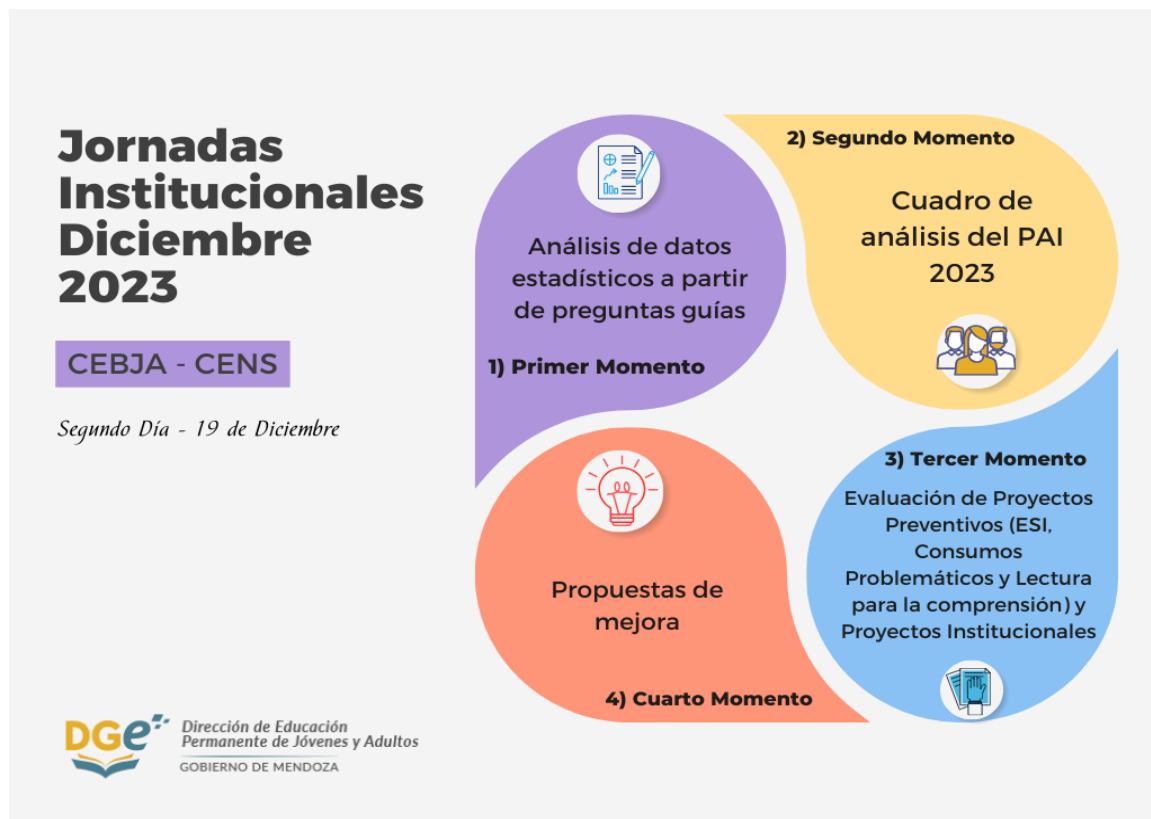 Jornadas
Institucionales
Diciembre
2023
CEBJA - CENS
Segundo Día - 19 de Diciembre
Análisis de datos
estadísticos a partir
de preguntas guías
1) Primer Momento
2) Segundo Momento
Cuadro de
análisis del PAI
2023
3) Tercer Momento
Evaluación de Proyectos
Preventivos (ESI,
Consumos
Problemáticos y Lectura
para la comprensión) y
Proyectos Institucionales
Propuestas de
mejora
4) Cuarto Momento
DGe
Dirección de Educación
Permanente de Jóvenes y Adultos
GOBIERNO DE MENDOZA